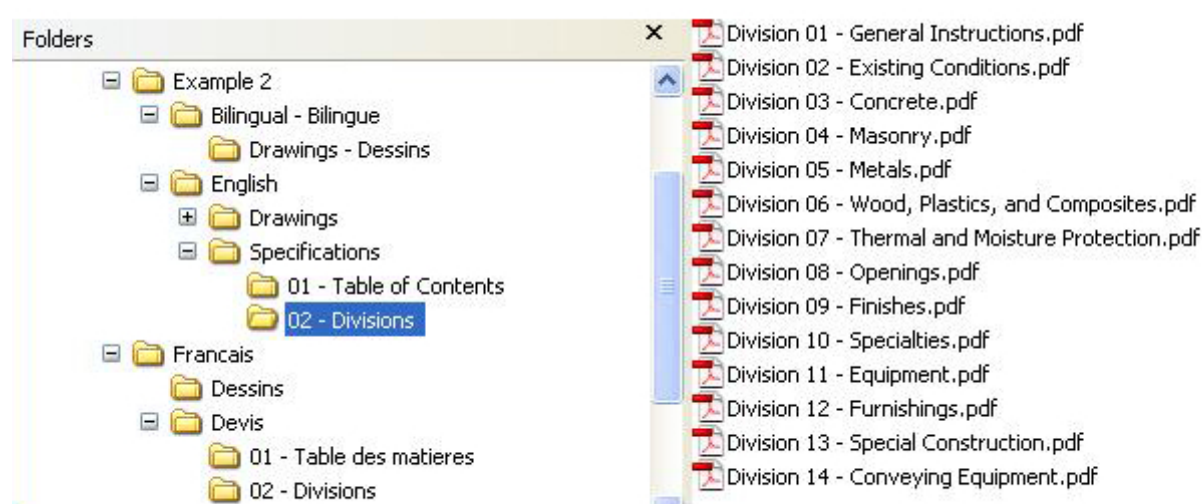 Folders
Example 2
Bilingual - Bilingue
Drawings - Dessins
English
Drawings
Specifications
01 - Table of Contents
02 - Divisions
Francais
Dessins
Devis
01 - Table des matieres
02 - Divisions
Division 01 - General Instructions.pdf
Division 02 - Existing Conditions.pdf
Division 03 - Concrete.pdf
Division 04 - Masonry.pdf
Division 05 - Metals.pdf
Division 06 - Wood, Plastics, and Composites.pdf
Division 07 - Thermal and Moisture Protection.pdf
Division 08 - Openings.pdf
Division 09 - Finishes.pdf
Division 10 - Specialties.pdf
Division 11 - Equipment.pdf
Division 12 - Furnishings.pdf
Division 13 - Special Construction.pdf
Division 14 - Conveying Equipment.pdf